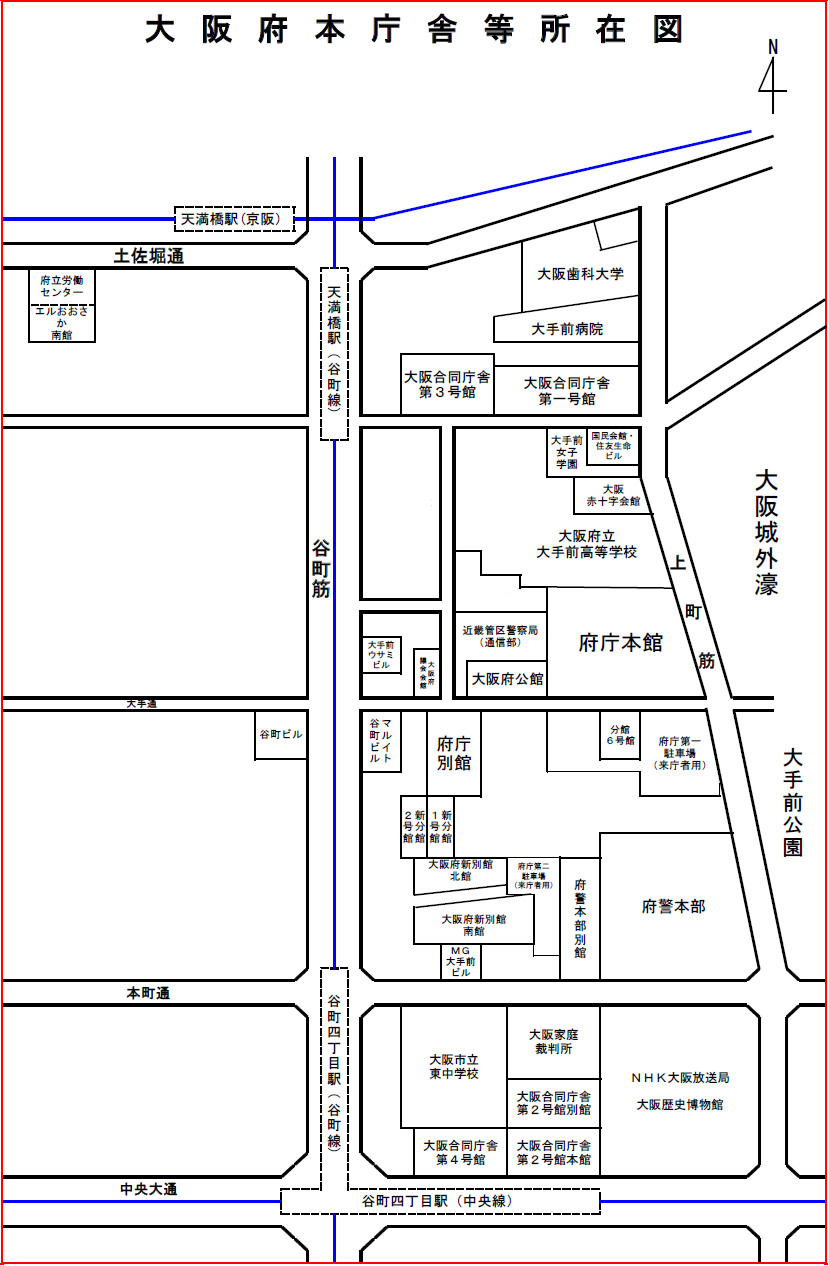 大阪府本庁舎等所在図
N
天満橋駅(京阪)
土佐堀通
府立労働
センター
エルおおさ
か
南館
天満橋駅(谷町線)
大阪歯科大学
大手前病院
大阪合同庁舎
第3号館
大阪合同庁舎
第一号館
大手前
女子
学園
国民会館・
住友生命
ビル
大阪
赤十字会館
大阪府立
大手前高等学校
大阪城外濠
谷町筋
上町筋
近畿管区警察局
(通信部)
府庁本館
大手前
ウサミ
ビル
大阪府
議会会館
大阪府公館
大手通
谷町ビル
マルイト
谷町ビル
府庁
別館
分館
6号館
府庁第一
駐車場
(来庁者用)
大手前公園
新分館
2号館
新分館
1号館
大阪府新別館
北館
府庁第二
駐車場
(来庁者用)
府警本部別館
府警本部
大阪府新別館
南館
MG
大手前
ビル
本町通
谷町四丁目駅(谷町線)
大阪市立
東中学校
大阪家庭
裁判所
NHK大阪放送局
大阪歴史博物館
大阪合同庁舎
第2号館別館
大阪合同庁舎
第4号館
大阪合同庁舎
第2号館本館
中央大通
谷町四丁目駅(中央線)